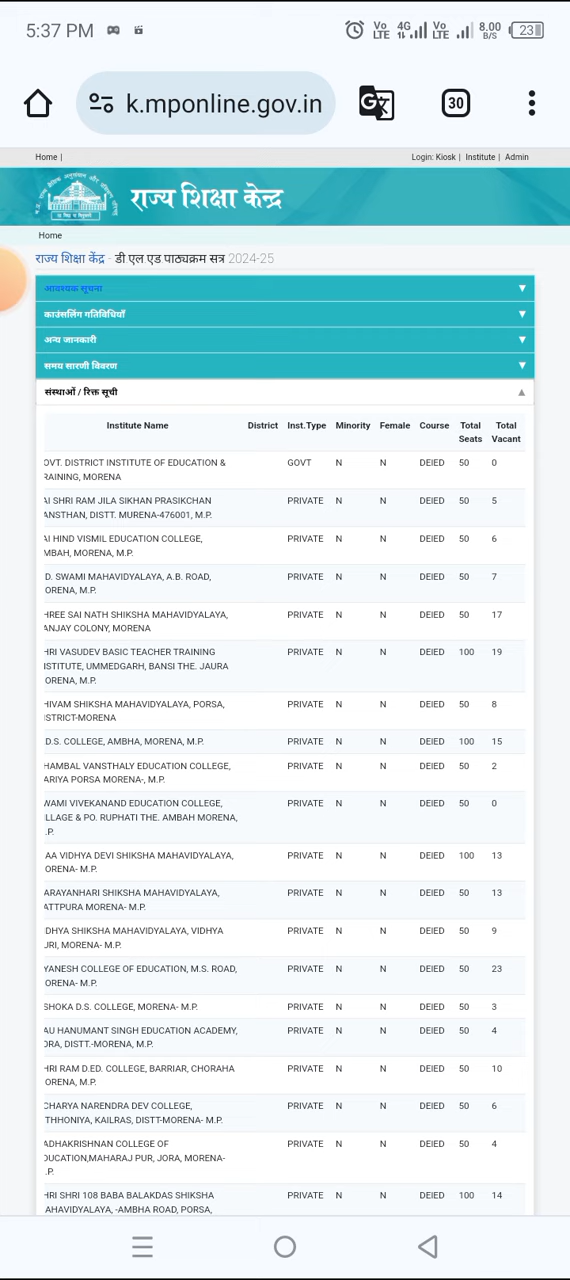 5:37 PM
Vo LTE 4G Vo LTE 8.00 B/S 23
k.mponline.gov.in
30
Home |
Login: Kiosk | Institute | Admin
राज्य शिक्षा केन्द्र
Home
राज्य शिक्षा केंद्र - डी एल एड पाठ्यक्रम सत्र 2024-25
आवश्यक सूचना
काउंसलिंग गतिविधियाँ
अन्य जानकारी
समय सारणी विवरण
संस्थाओं / रिक्त सूची
Institute Name District Inst.Type Minority Female Course Total Seats Total Vacant
OVT. DISTRICT INSTITUTE OF EDUCATION & GOVT N N DEIED 50 0
RAINING, MORENA
AI SHRI RAM JILA SIKHAN PRASIKCHAN PRIVATE N N DEIED 50 5
ANSTHAN, DISTT. MURENA-476001, M.P.
AI HIND VISMIL EDUCATION COLLEGE, PRIVATE N N DEIED 50 6
MBAH, MORENA, M.P.
.D. SWAMI MAHAVIDYALAYA, A.B. ROAD, PRIVATE N N DEIED 50 7
ORENA, M.P.
HREE SAI NATH SHIKSHA MAHAVIDYALAYA, PRIVATE N N DEIED 50 17
ANJAY COLONY, MORENA
HRI VASUDEV BASIC TEACHER TRAINING PRIVATE N N DEIED 100 19
ISTITUTE, UMMEDGARH, BANSI THE. JAURA
ORENA, M.P.
HIVAM SHIKSHA MAHAVIDYALAYA, PORSA, PRIVATE N N DEIED 50 8
ISTRICT-MORENA
.D.S. COLLEGE, AMBHA, MORENA, M.P. PRIVATE N N DEIED 100 15
HAMBAL VANSTHALY EDUCATION COLLEGE, PRIVATE N N DEIED 50 2
ARIYA PORSA MORENA-, M.P.
WAMI VIVEKANAND EDUCATION COLLEGE, PRIVATE N N DEIED 50 0
ILLAGE & PO. RUPHATI THE. AMBAH MORENA,
.P.
AA VIDHYA DEVI SHIKSHA MAHAVIDYALAYA, PRIVATE N N DEIED 100 13
ORENA- M.P.
ARAYANHARI SHIKSHA MAHAVIDYALAYA, PRIVATE N N DEIED 50 13
ATTPURA MORENA- M.P.
IDHYA SHIKSHA MAHAVIDYALAYA, VIDHYA PRIVATE N N DEIED 50 9
URI, MORENA- M.P.
YANESH COLLEGE OF EDUCATION, M.S. ROAD, PRIVATE N N DEIED 50 23
ORENA- M.P.
SHOKA D.S. COLLEGE, MORENA- M.P. PRIVATE N N DEIED 50 3
AU HANUMANT SINGH EDUCATION ACADEMY, PRIVATE N N DEIED 50 4
ORA, DISTT.-MORENA, M.P.
HRI RAM D.ED. COLLEGE, BARRIAR, CHORAHA PRIVATE N N DEIED 50 10
ORENA, M.P.
CHARYA NARENDRA DEV COLLEGE, PRIVATE N N DEIED 50 6
THHONIYA, KAILRAS, DISTT-MORENA- M.P.
ADHAKRISHNAN COLLEGE OF PRIVATE N N DEIED 50 4
DUCATION,MAHARAJ PUR, JORA, MORENA-
.P.
HRI SHRI 108 BABA BALAKDAS SHIKSHA PRIVATE N N DEIED 100 14
AHAVIDYALAYA, -AMBHA ROAD, PORSA,